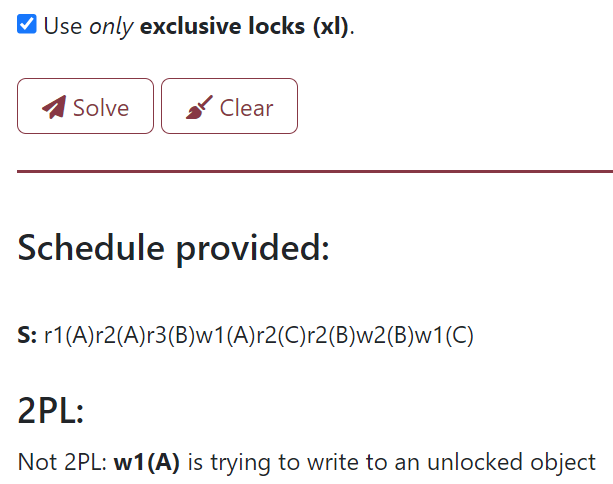 Use only exclusive locks (xl).
Solve Clear
Schedule provided:
S: r1(A)r2(A)r3(B)w1(A)r2(C)r2(B)w2(B)w1(C)
2PL:
Not 2PL: w1(A) is trying to write to an unlocked object